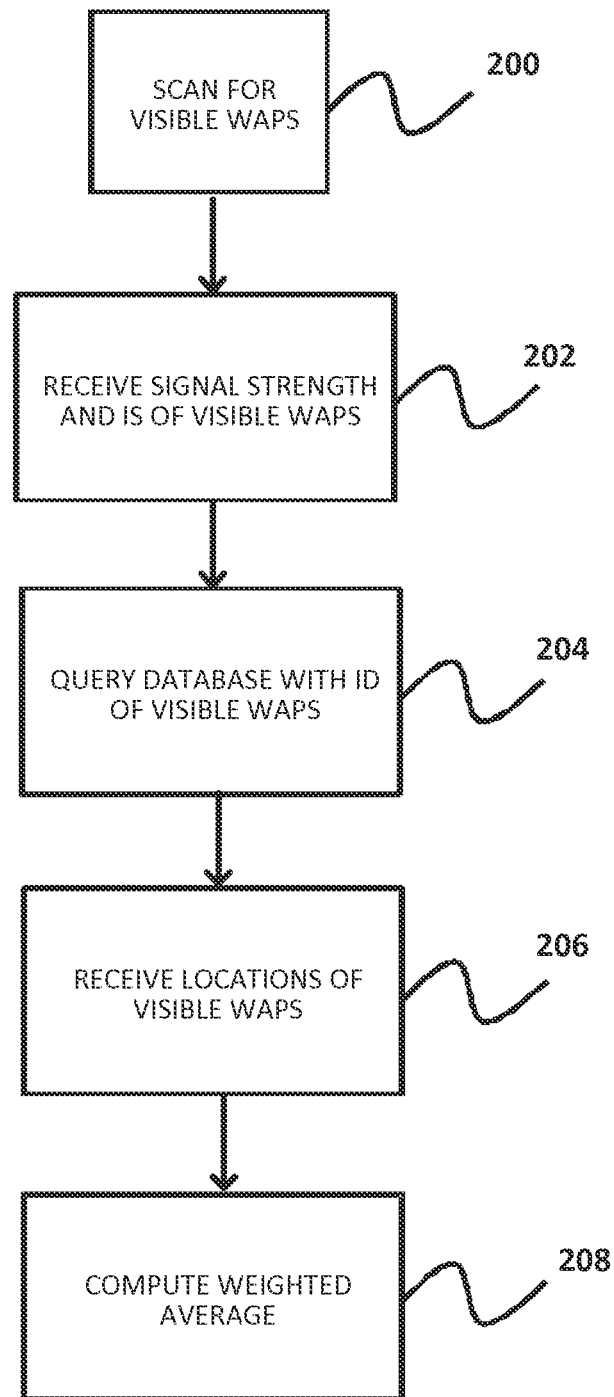 SCAN FOR
VISIBLE WAPS
200
RECEIVE SIGNAL STRENGTH
AND IS OF VISIBLE WAPS
202
QUERY DATABASE WITH ID
OF VISIBLE WAPS
204
RECEIVE LOCATIONS OF
VISIBLE WAPS
206
COMPUTE WEIGHTED
AVERAGE
208